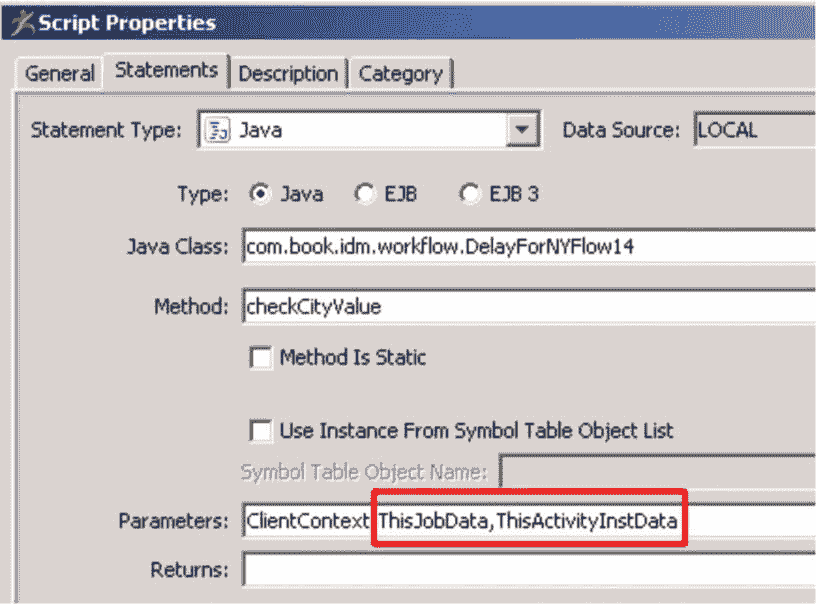 Script Properties
General Statements Description Category
Statement Type: Java Data Source: LOCAL
Type: Java EJB EJB 3
Java Class: com.book.idm.workflow.DelayForNYFlow14
Method: checkCityValue
Method Is Static
Use Instance From Symbol Table Object List
Symbol Table Object Name:
Parameters: ClientContext,ThisJobData,ThisActivityInstData
Returns: